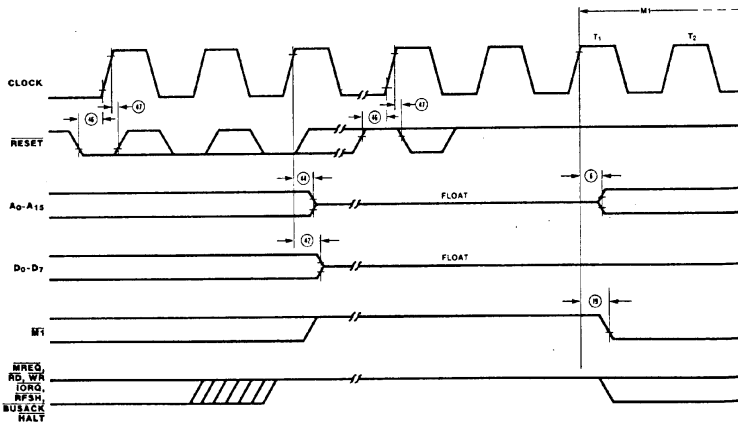 M1
T1
T2
CLOCK
47
46
47
46
RESET
44
6
A0-A15
FLOAT
42
D0-D7
FLOAT
19
M1
MREQ,
RD, WR
IORQ,
RFSH,
BUSACK
HALT